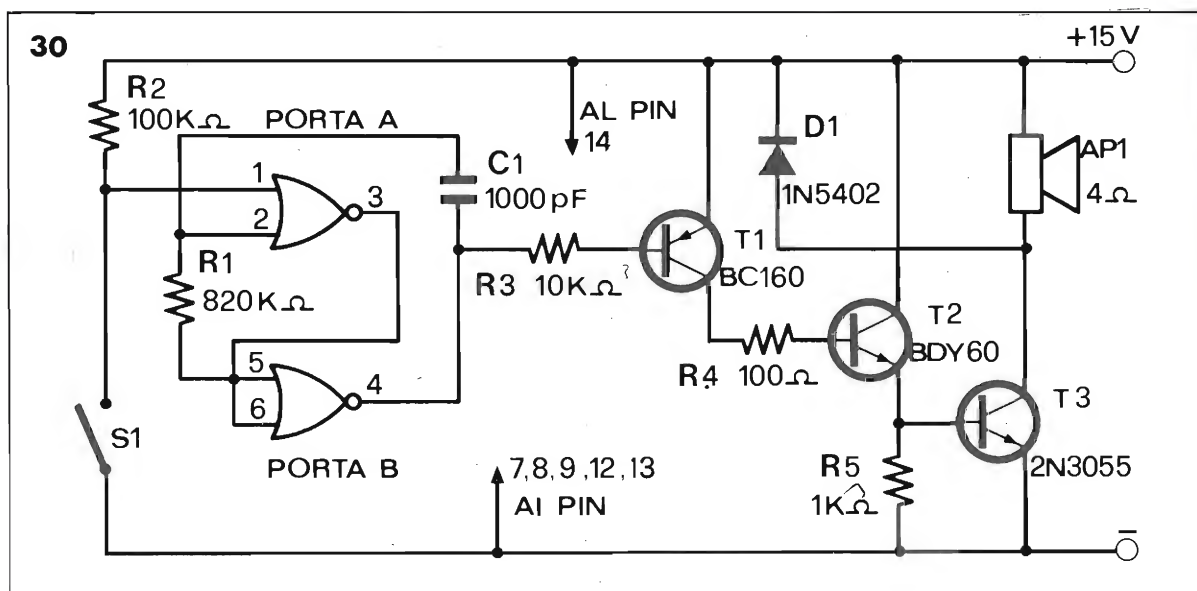 30
+15 V
R2
100KΩ
PORTA A
AL PIN
14
D1
1N5402
AP1
4Ω
C1
1000 pF
1
2
3
R1
820KΩ
R3 10KΩ
T1
BC160
T2
BDY60
R4 100Ω
5
6
4
S1
PORTA B
7,8,9,12,13
AI PIN
R5
1KΩ
T3
2N3055
–